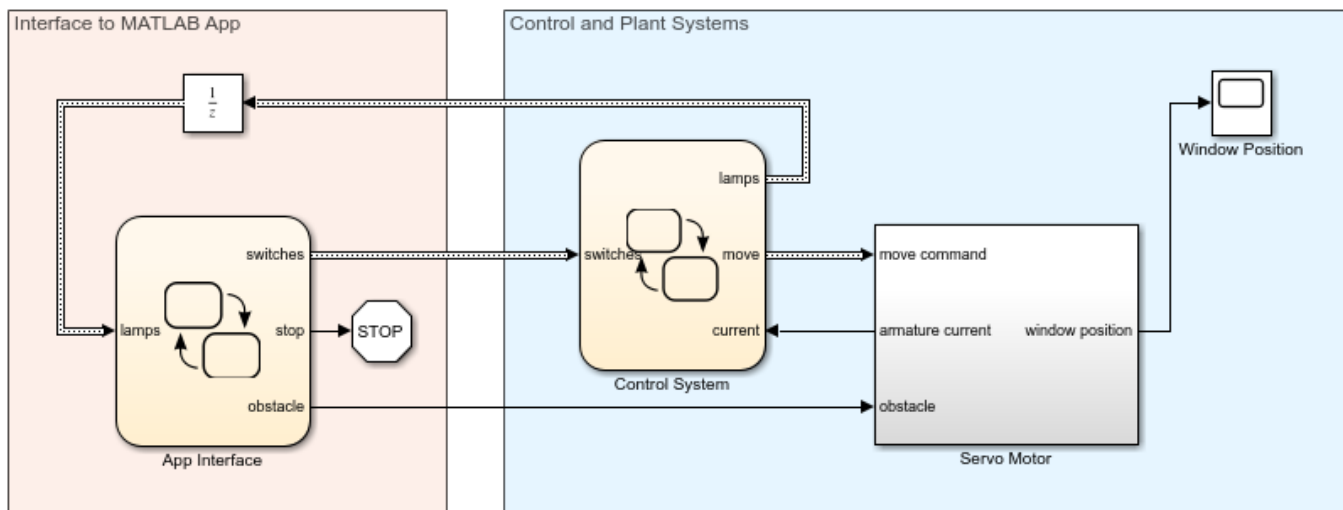 Interface to MATLAB App
Control and Plant Systems
1
z
Window Position
lamps
switches
switches
move
move command
lamps
stop
STOP
current
armature current
window position
Control System
obstacle
obstacle
App Interface
Servo Motor